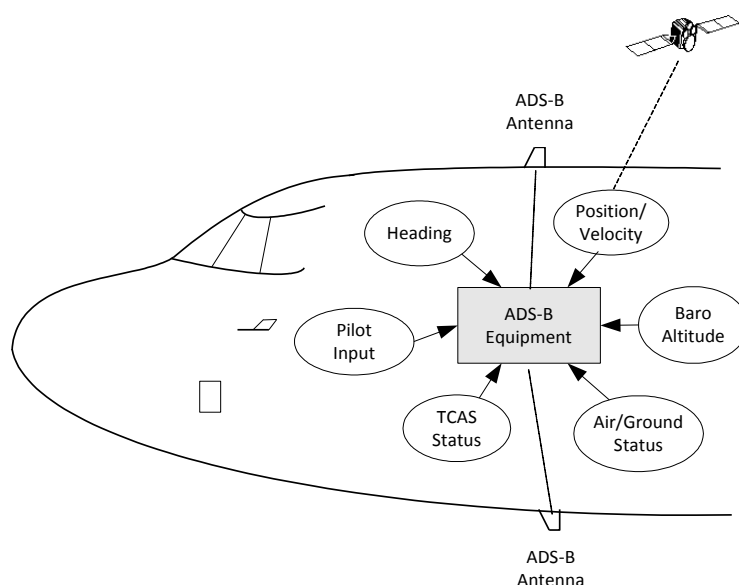 ADS-B
Antenna
Position/
Velocity
Heading
ADS-B
Equipment
Baro
Altitude
Pilot
Input
TCAS
Status
Air/Ground
Status
ADS-B
Antenna